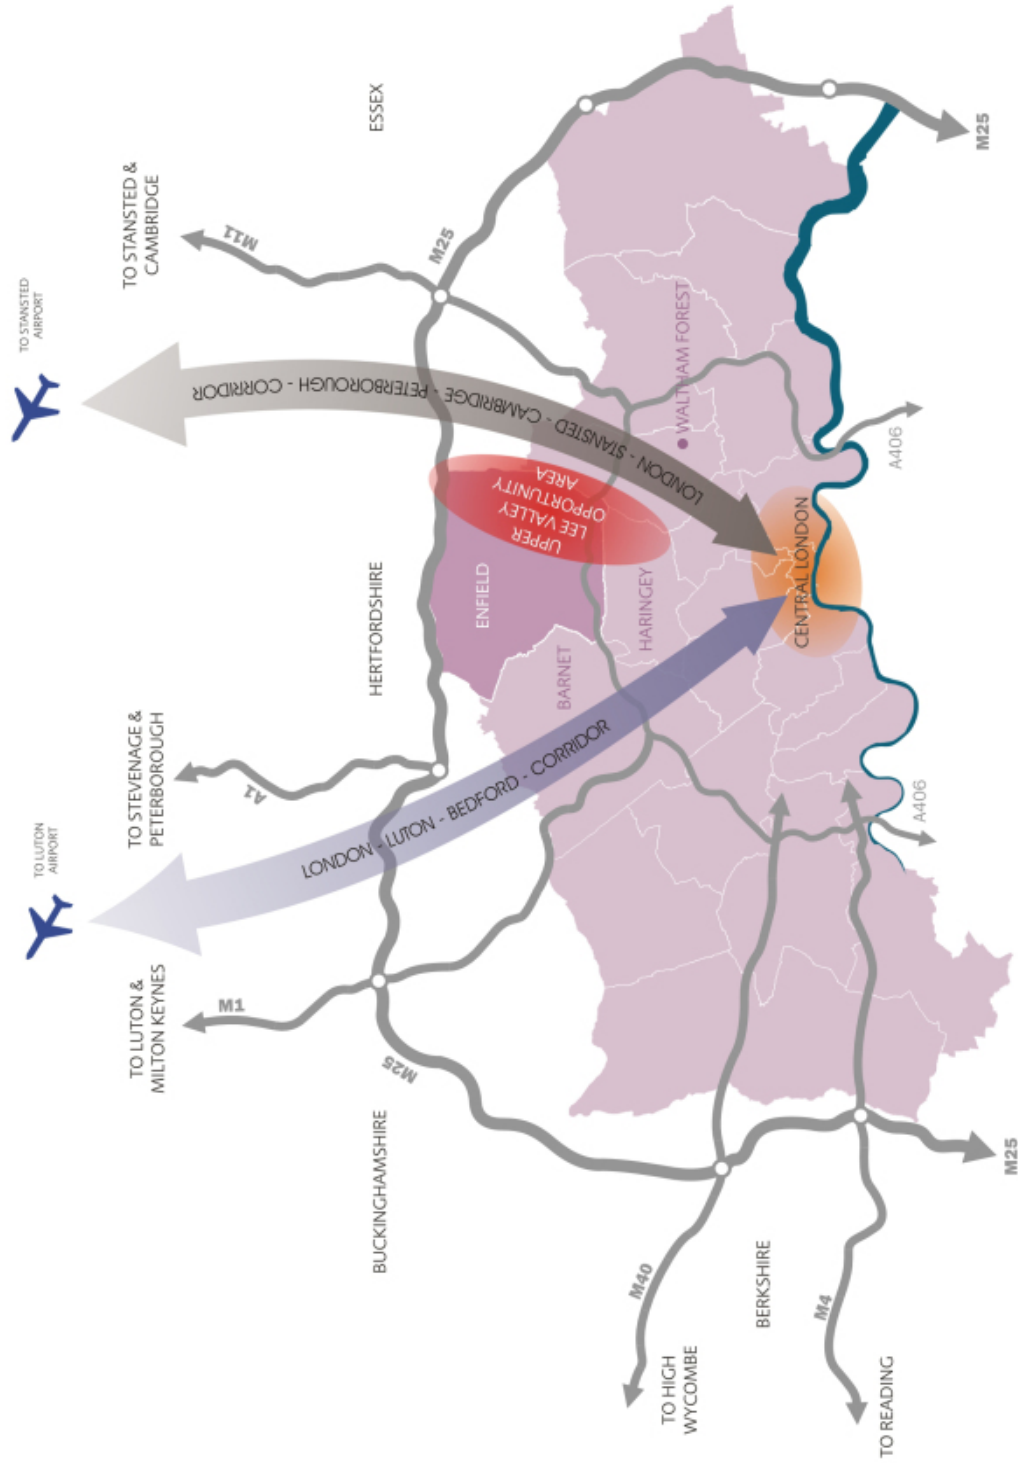 TO LUTON
AIRPORT
TO STANSTED
AIRPORT
TO LUTON &
MILTON KEYNES
TO STEVENAGE &
PETERBOROUGH
TO STANSTED &
CAMBRIDGE
M1
A1
M11
LONDON - LUTON - BEDFORD - CORRIDOR
LONDON - STANSTED - CAMBRIDGE - PETERBOROUGH - CORRIDOR
BUCKINGHAMSHIRE
HERTFORDSHIRE
ESSEX
M25
M25
UPPER
LEE VALLEY
OPPORTUNITY
AREA
ENFIELD
BARNET
HARINGEY
WALTHAM FOREST
M40
TO HIGH
WYCOMBE
BERKSHIRE
CENTRAL LONDON
M4
TO READING
A406
A406
M25
M25